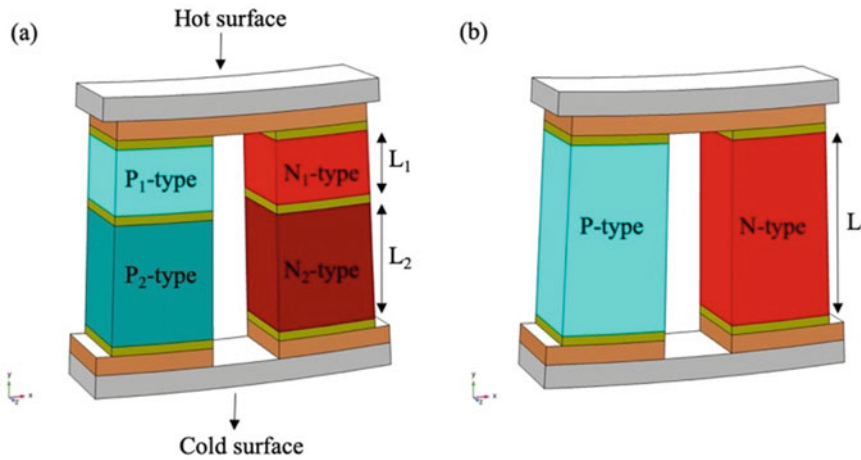 (a)
Hot surface
P₁-type
N₁-type
L₁
P₂-type
N₂-type
L₂
Cold surface
y
x
z
(b)
P-type
N-type
L
y
x
z